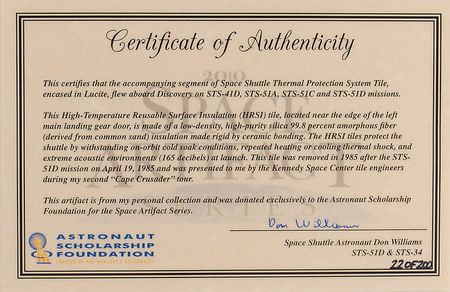 Certificate of Authenticity
2010
SPACE
ARTIFACT
SERIES
This certifies that the accompanying segment of Space Shuttle Thermal Protection System Tile,
encased in Lucite, flew aboard Discovery on STS-41D, STS-51A, STS-51C and STS-51D missions.
This High-Temperature Reusable Surface Insulation (HRSI) tile, located near the edge of the left
main landing gear door, is made of a low-density, high-purity silica 99.8 percent amorphous fiber
(derived from common sand) insulation made rigid by ceramic bonding. The HRSI tiles protect the
shuttle by withstanding on-orbit cold soak conditions, repeated heating or cooling thermal shock, and
extreme acoustic environments (165 decibels) at launch. This tile was removed in 1985 after the STS-
51D mission on April 19, 1985 and was presented to me by the Kennedy Space Center tile engineers
during my second "Cape Crusader" tour.
This artifact is from my personal collection and was donated exclusively to the Astronaut Scholarship
Foundation for the Space Artifact Series.
Don Williams
ASTRONAUT
SCHOLARSHIP
FOUNDATION
Space Shuttle Astronaut Don Williams
STS-51D & STS-34
22 OF 200